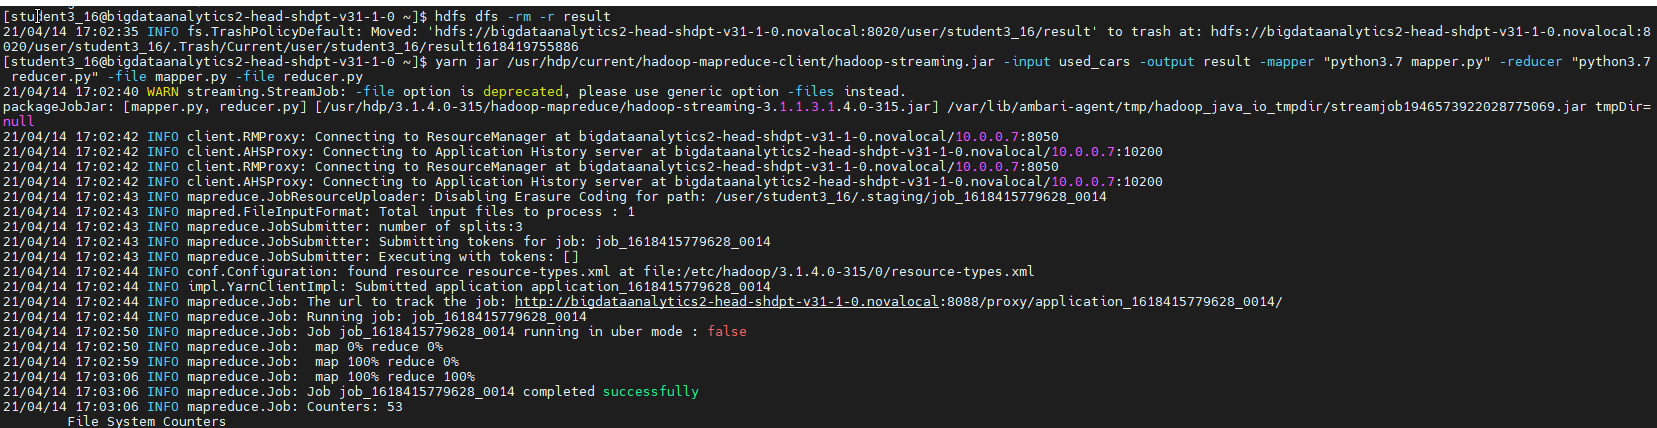 [student3_16@bigdataanalytics2-head-shdpt-v31-1-0 ~]$ hdfs dfs -rm -r result
21/04/14 17:02:35 INFO fs.TrashPolicyDefault: Moved: 'hdfs://bigdataanalytics2-head-shdpt-v31-1-0.novalocal:8020/user/student3_16/result' to trash at: hdfs://bigdataanalytics2-head-shdpt-v31-1-0.novalocal:8
020/user/student3_16/.Trash/Current/user/student3_16/result1618419755886
[student3_16@bigdataanalytics2-head-shdpt-v31-1-0 ~]$ yarn jar /usr/hdp/current/hadoop-mapreduce-client/hadoop-streaming.jar -input used_cars -output result -mapper "python3.7 mapper.py" -reducer "python3.7
 reducer.py" -file mapper.py -file reducer.py
21/04/14 17:02:40 WARN streaming.StreamJob: -file option is deprecated, please use generic option -files instead.
packageJobJar: [mapper.py, reducer.py] [/usr/hdp/3.1.4.0-315/hadoop-mapreduce/hadoop-streaming-3.1.1.3.1.4.0-315.jar] /var/lib/ambari-agent/tmp/hadoop_java_io_tmpdir/streamjob1946573922028775069.jar tmpDir=
null
21/04/14 17:02:42 INFO client.RMProxy: Connecting to ResourceManager at bigdataanalytics2-head-shdpt-v31-1-0.novalocal/10.0.0.7:8050
21/04/14 17:02:42 INFO client.AHSProxy: Connecting to Application History server at bigdataanalytics2-head-shdpt-v31-1-0.novalocal/10.0.0.7:10200
21/04/14 17:02:42 INFO client.RMProxy: Connecting to ResourceManager at bigdataanalytics2-head-shdpt-v31-1-0.novalocal/10.0.0.7:8050
21/04/14 17:02:42 INFO client.AHSProxy: Connecting to Application History server at bigdataanalytics2-head-shdpt-v31-1-0.novalocal/10.0.0.7:10200
21/04/14 17:02:43 INFO mapreduce.JobResourceUploader: Disabling Erasure Coding for path: /user/student3_16/.staging/job_1618415779628_0014
21/04/14 17:02:43 INFO mapred.FileInputFormat: Total input files to process : 1
21/04/14 17:02:43 INFO mapreduce.JobSubmitter: number of splits:3
21/04/14 17:02:43 INFO mapreduce.JobSubmitter: Submitting tokens for job: job_1618415779628_0014
21/04/14 17:02:43 INFO mapreduce.JobSubmitter: Executing with tokens: []
21/04/14 17:02:44 INFO conf.Configuration: found resource resource-types.xml at file:/etc/hadoop/3.1.4.0-315/0/resource-types.xml
21/04/14 17:02:44 INFO impl.YarnClientImpl: Submitted application application_1618415779628_0014
21/04/14 17:02:44 INFO mapreduce.Job: The url to track the job: http://bigdataanalytics2-head-shdpt-v31-1-0.novalocal:8088/proxy/application_1618415779628_0014/
21/04/14 17:02:44 INFO mapreduce.Job: Running job: job_1618415779628_0014
21/04/14 17:02:50 INFO mapreduce.Job: Job job_1618415779628_0014 running in uber mode : false
21/04/14 17:02:50 INFO mapreduce.Job:  map 0% reduce 0%
21/04/14 17:02:59 INFO mapreduce.Job:  map 100% reduce 0%
21/04/14 17:03:06 INFO mapreduce.Job:  map 100% reduce 100%
21/04/14 17:03:06 INFO mapreduce.Job: Job job_1618415779628_0014 completed successfully
21/04/14 17:03:06 INFO mapreduce.Job: Counters: 53
        File System Counters